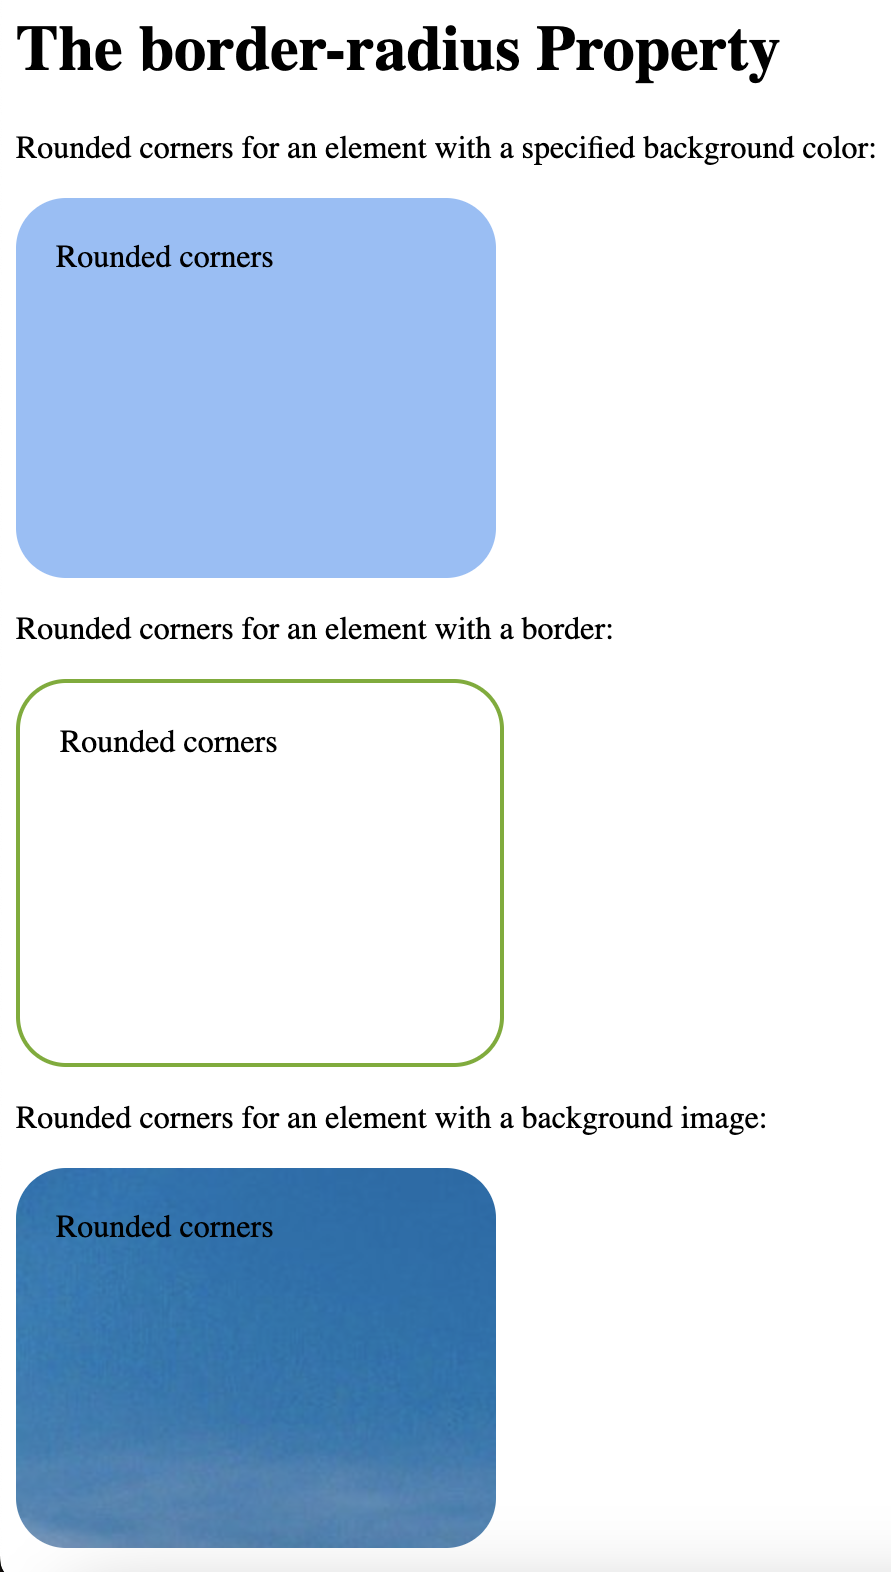 The border-radius Property
Rounded corners for an element with a specified background color:
Rounded corners
Rounded corners for an element with a border:
Rounded corners
Rounded corners for an element with a background image:
Rounded corners